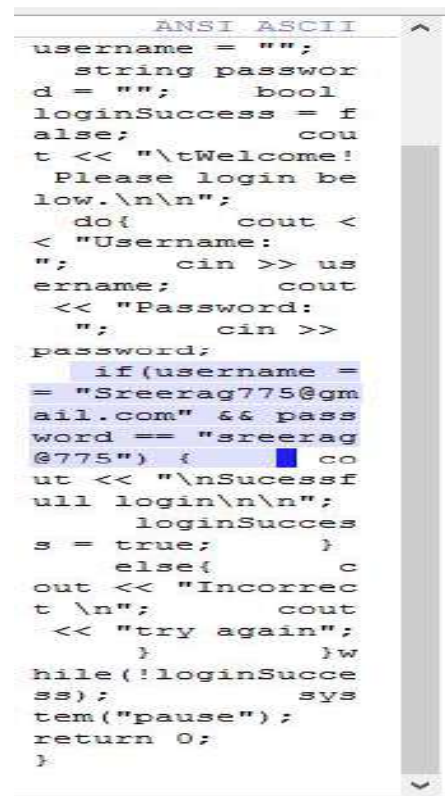 ANSI ASCII
username = "";
string passwor
d = ""; bool
loginSuccess = f
alse; cou
t << "\tWelcome!
Please login be
low.\n\n";
do{ cout <
< "Username:
"; cin >> us
ername; cout
<< "Password:
"; cin >>
password;
if(username =
= "Sreerag775@gm
ail.com" && pass
word == "sreerag
@775") { co
ut << "\nSucessf
ull login\n\n";
loginSucces
s = true; }
else{ c
out << "Incorrec
t \n"; cout
<< "try again";
} }w
hile(!loginSucce
ss); sys
tem("pause");
return 0;
}